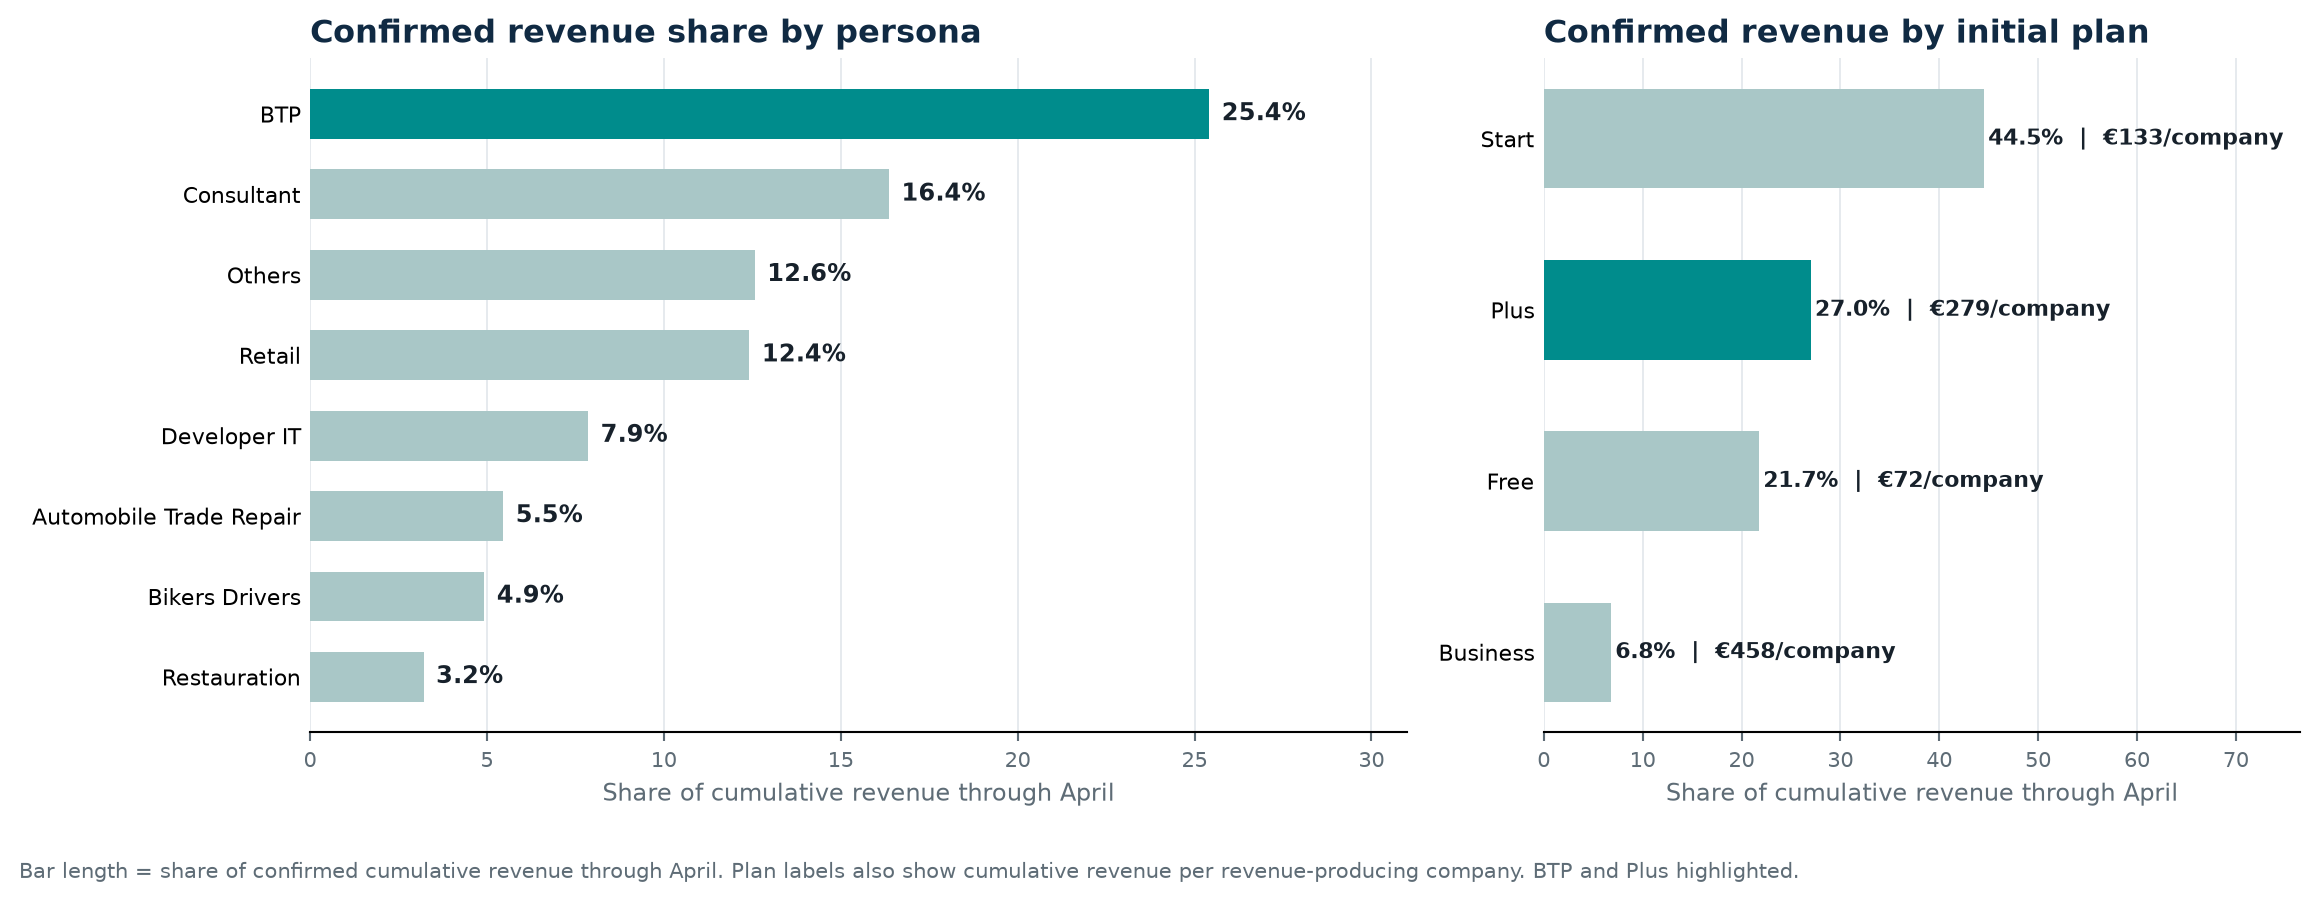 Confirmed revenue share by persona
BTP 25.4%
Consultant 16.4%
Others 12.6%
Retail 12.4%
Developer IT 7.9%
Automobile Trade Repair 5.5%
Bikers Drivers 4.9%
Restauration 3.2%
0 5 10 15 20 25 30
Share of cumulative revenue through April
Confirmed revenue by initial plan
Start 44.5% | €133/company
Plus 27.0% | €279/company
Free 21.7% | €72/company
Business 6.8% | €458/company
0 10 20 30 40 50 60 70
Share of cumulative revenue through April
Bar length = share of confirmed cumulative revenue through April. Plan labels also show cumulative revenue per revenue-producing company. BTP and Plus highlighted.